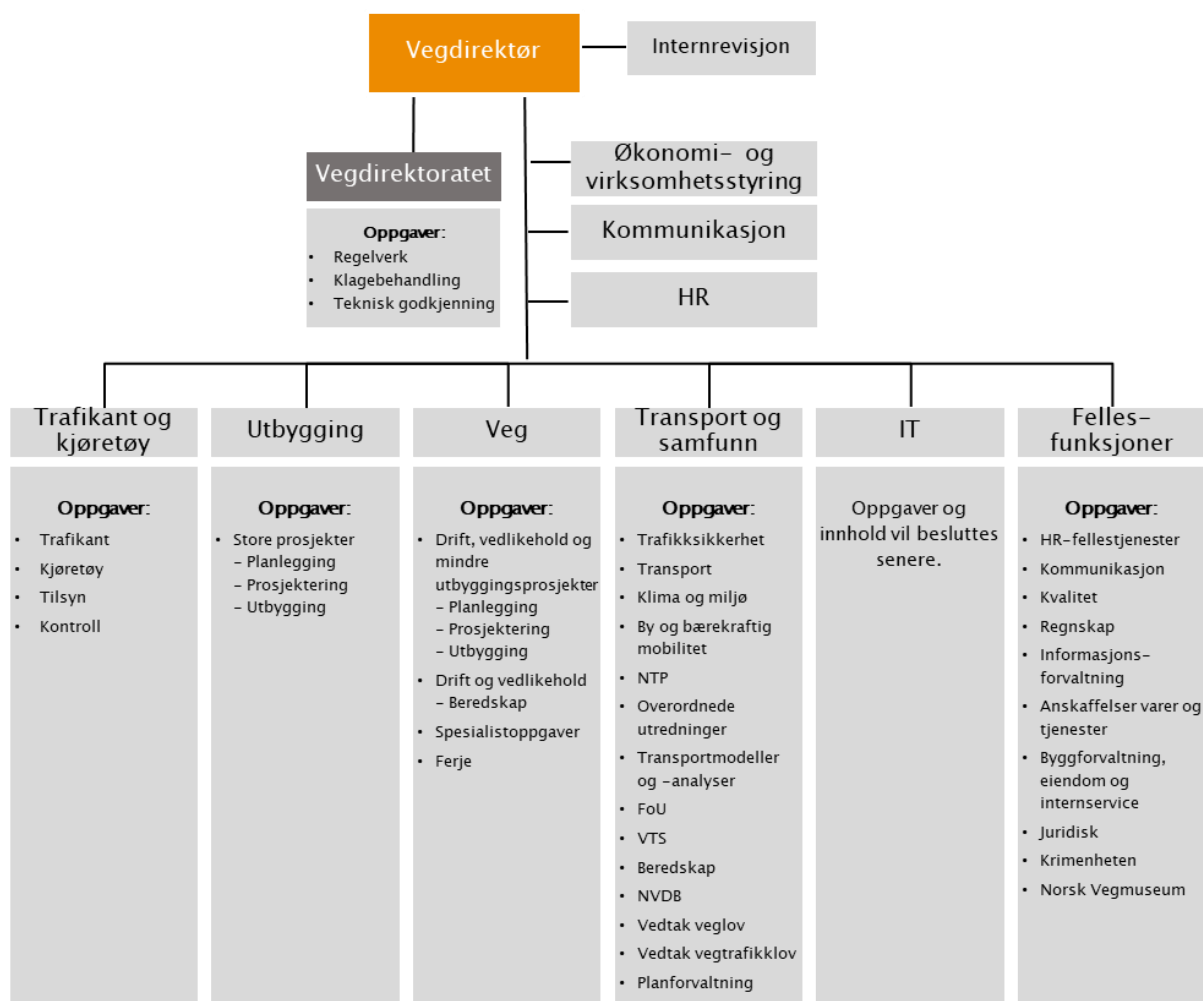 Vegdirektør
Internrevisjon
Vegdirektoratet
Oppgaver:
• Regelverk
• Klagebehandling
• Teknisk godkjenning
Økonomi- og
virksomhetsstyring
Kommunikasjon
HR
Trafikant og
kjøretøy
Oppgaver:
• Trafikant
• Kjøretøy
• Tilsyn
• Kontroll
Utbygging
Oppgaver:
• Store prosjekter
– Planlegging
– Prosjektering
– Utbygging
Veg
Oppgaver:
• Drift, vedlikehold og
mindre
utbyggingsprosjekter
– Planlegging
– Prosjektering
– Utbygging
• Drift og vedlikehold
– Beredskap
• Spesialistoppgaver
• Ferje
Transport og
samfunn
Oppgaver:
• Trafikksikkerhet
• Transport
• Klima og miljø
• By og bærekraftig
mobilitet
• NTP
• Overordnede
utredninger
• Transportmodeller
og -analyser
• FoU
• VTS
• Beredskap
• NVDB
• Vedtak veglov
• Vedtak vegtrafikklov
• Planforvaltning
IT
Oppgaver og
innhold vil besluttes
senere.
Felles-
funksjoner
Oppgaver:
• HR-fellestjenester
• Kommunikasjon
• Kvalitet
• Regnskap
• Informasjons-
forvaltning
• Anskaffelser varer og
tjenester
• Byggforvaltning,
eiendom og
internservice
• Juridisk
• Krimenheten
• Norsk Vegmuseum